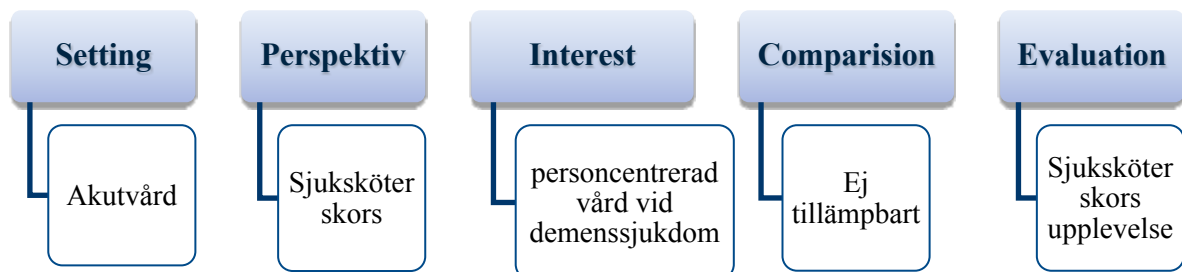 Setting
Perspektiv
Interest
Comparision
Evaluation
Akutvård
Sjuksköter
skors
personcentrerad
vård vid
demenssjukdom
Ej
tillämpbart
Sjuksköter
skors
upplevelse